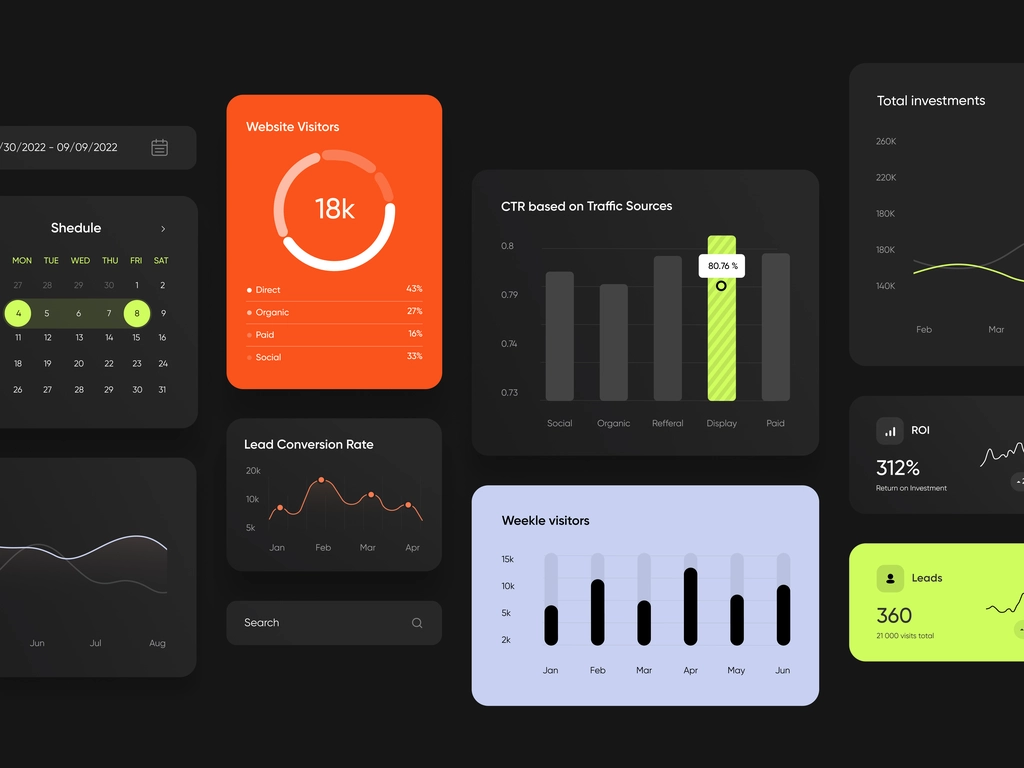 /30/2022 - 09/09/2022
Shedule
MON TUE WED THU FRI SAT
27 28 29 30 1 2
4 5 6 7 8 9
11 12 13 14 15 16
18 19 20 22 23 24
26 27 28 29 30 31
Jun Jul Aug
Website Visitors
18k
Direct 43%
Organic 27%
Paid 16%
Social 33%
Lead Conversion Rate
20k
10k
5k
Jan Feb Mar Apr
Search
CTR based on Traffic Sources
0.8
80.76 %
0.79
0.74
0.73
Social Organic Refferal Display Paid
Weekle visitors
15k
10k
5k
2k
Jan Feb Mar Apr May Jun
Total investments
260K
220K
180K
180K
140K
Feb Mar
ROI
312%
Return on Investment
Leads
360
21 000 visits total